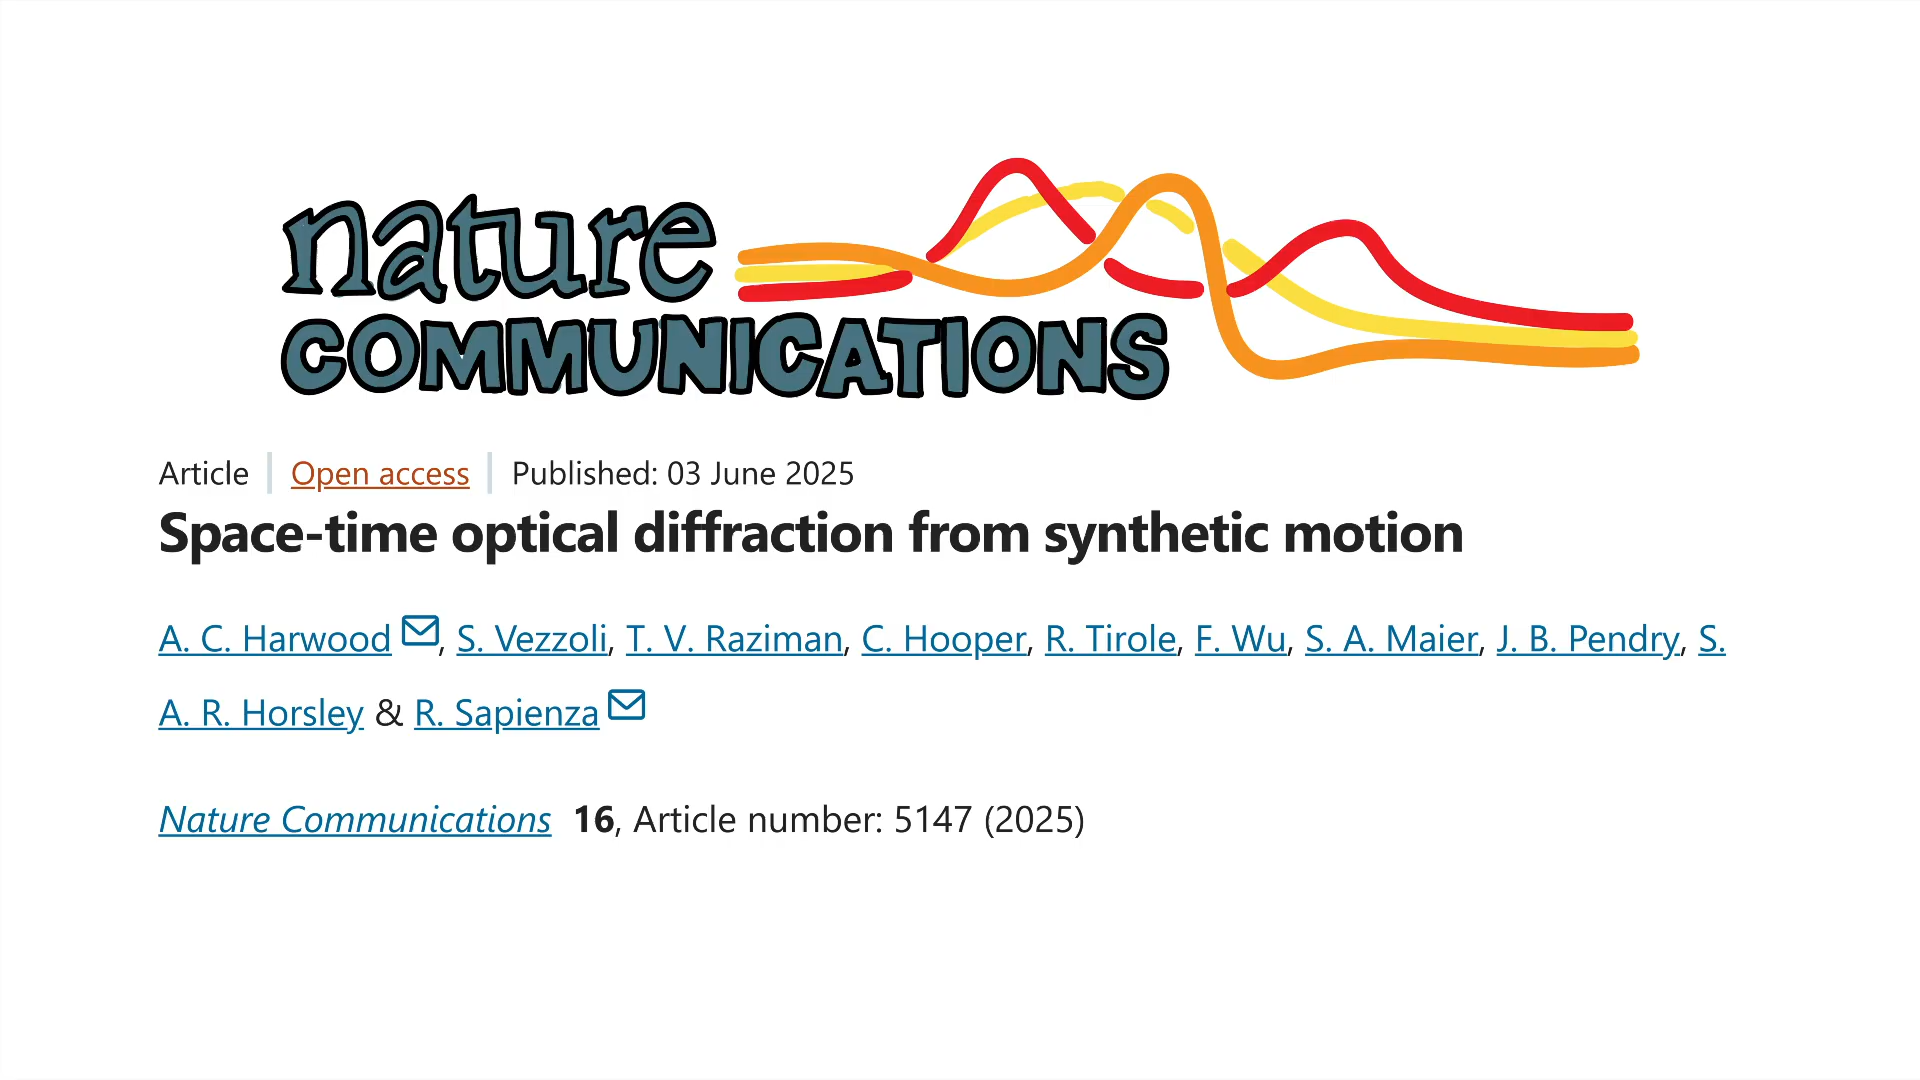 nature
COMMUNICATIONS
Article | Open access | Published: 03 June 2025
Space-time optical diffraction from synthetic motion
A. C. Harwood, S. Vezzoli, T. V. Raziman, C. Hooper, R. Tirole, F. Wu, S. A. Maier, J. B. Pendry, S.
A. R. Horsley & R. Sapienza
Nature Communications 16, Article number: 5147 (2025)